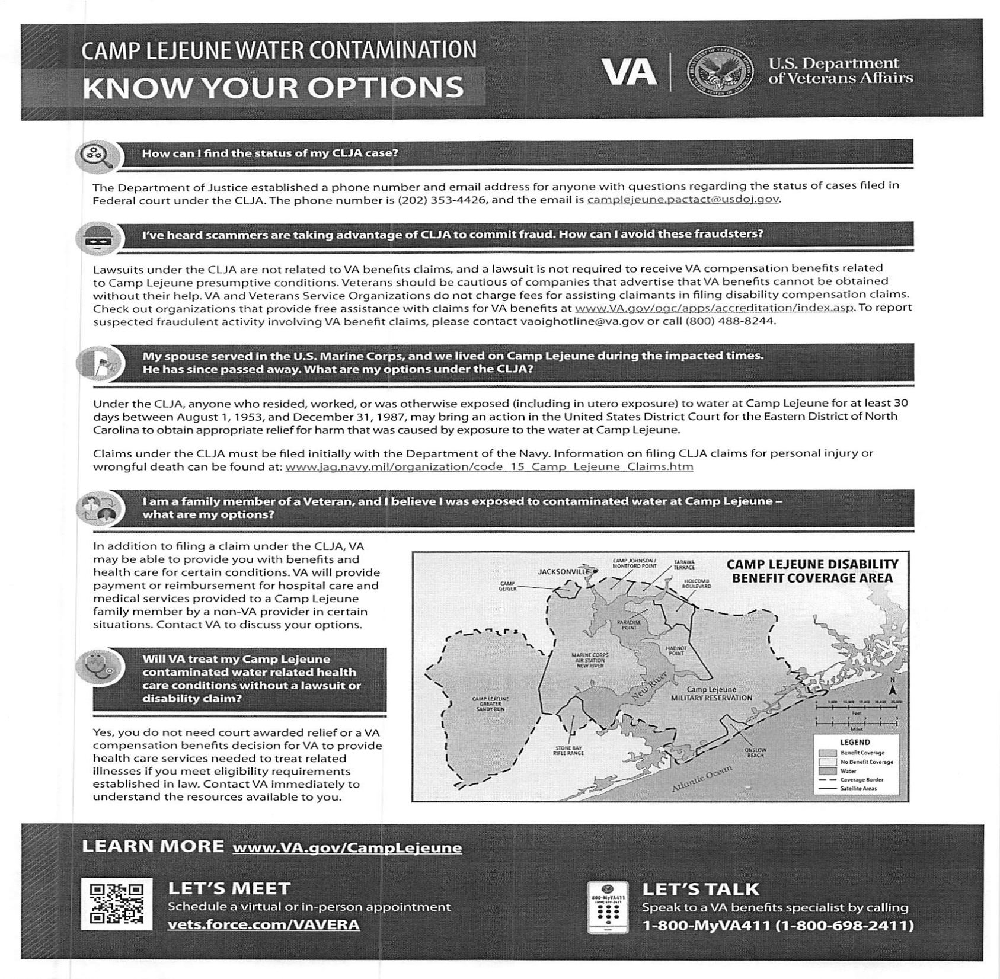 CAMP LEJEUNE WATER CONTAMINATION
KNOW YOUR OPTIONS
VA
U.S. Department
of Veterans Affairs
How can I find the status of my CLJA case?
The Department of Justice established a phone number and email address for anyone with questions regarding the status of cases filed in
Federal court under the CLJA. The phone number is (202) 353-4426, and the email is camplejeune.pactact@usdoj.gov.
I've heard scammers are taking advantage of CLJA to commit fraud. How can I avoid these fraudsters?
Lawsuits under the CLJA are not related to VA benefits claims, and a lawsuit is not required to receive VA compensation benefits related
to Camp Lejeune presumptive conditions. Veterans should be cautious of companies that advertise that VA benefits cannot be obtained
without their help. VA and Veterans Service Organizations do not charge fees for assisting claimants in filing disability compensation claims.
Check out organizations that provide free assistance with claims for VA benefits at www.VA.gov/ogc/apps/accreditation/index.asp. To report
suspected fraudulent activity involving VA benefit claims, please contact vaoighotline@va.gov or call (800) 488-8244.
My spouse served in the U.S. Marine Corps, and we lived on Camp Lejeune during the impacted times.
He has since passed away. What are my options under the CLJA?
Under the CLJA, anyone who resided, worked, or was otherwise exposed (including in utero exposure) to water at Camp Lejeune for at least 30
days between August 1, 1953, and December 31, 1987, may bring an action in the United States District Court for the Eastern District of North
Carolina to obtain appropriate relief for harm that was caused by exposure to the water at Camp Lejeune.
Claims under the CLJA must be filed initially with the Department of the Navy. Information on filing CLJA claims for personal injury or
wrongful death can be found at: www.jag.navy.mil/organization/code_15_Camp_Lejeune_Claims.htm
I am a family member of a Veteran, and I believe I was exposed to contaminated water at Camp Lejeune –
what are my options?
In addition to filing a claim under the CLJA, VA
may be able to provide you with benefits and
health care for certain conditions. VA will provide
payment or reimbursement for hospital care and
medical services provided to a Camp Lejeune
family member by a non-VA provider in certain
situations. Contact VA to discuss your options.
Will VA treat my Camp Lejeune
contaminated water related health
care conditions without a lawsuit or
disability claim?
Yes, you do not need court awarded relief or a VA
compensation benefits decision for VA to provide
health care services needed to treat related
illnesses if you meet eligibility requirements
established in law. Contact VA immediately to
understand the resources available to you.
CAMP LEJEUNE DISABILITY
BENEFIT COVERAGE AREA
CAMP JOHNSON /
MONTFORD POINT
TARAWA
TERRACE
JACKSONVILLE
CAMP
GEIGER
HOLCOMB
BOULEVARD
PARADISE
POINT
HADNOT
POINT
MARINE CORPS
AIR STATION
NEW RIVER
New River
Camp Lejeune
MILITARY RESERVATION
CAMP LEJEUNE
GREATER
SANDY RUN
STONE BAY
RIFLE RANGE
ONSLOW
BEACH
Atlantic Ocean
N
Feet
0 1 2 3 4 5
Miles
LEGEND
Benefit Coverage
No Benefit Coverage
Water
Coverage Border
Satellite Areas
LEARN MORE www.VA.gov/CampLejeune
LET'S MEET
Schedule a virtual or in-person appointment
vets.force.com/VAVERA
800-MyVA411
LET'S TALK
Speak to a VA benefits specialist by calling
1-800-MyVA411 (1-800-698-2411)